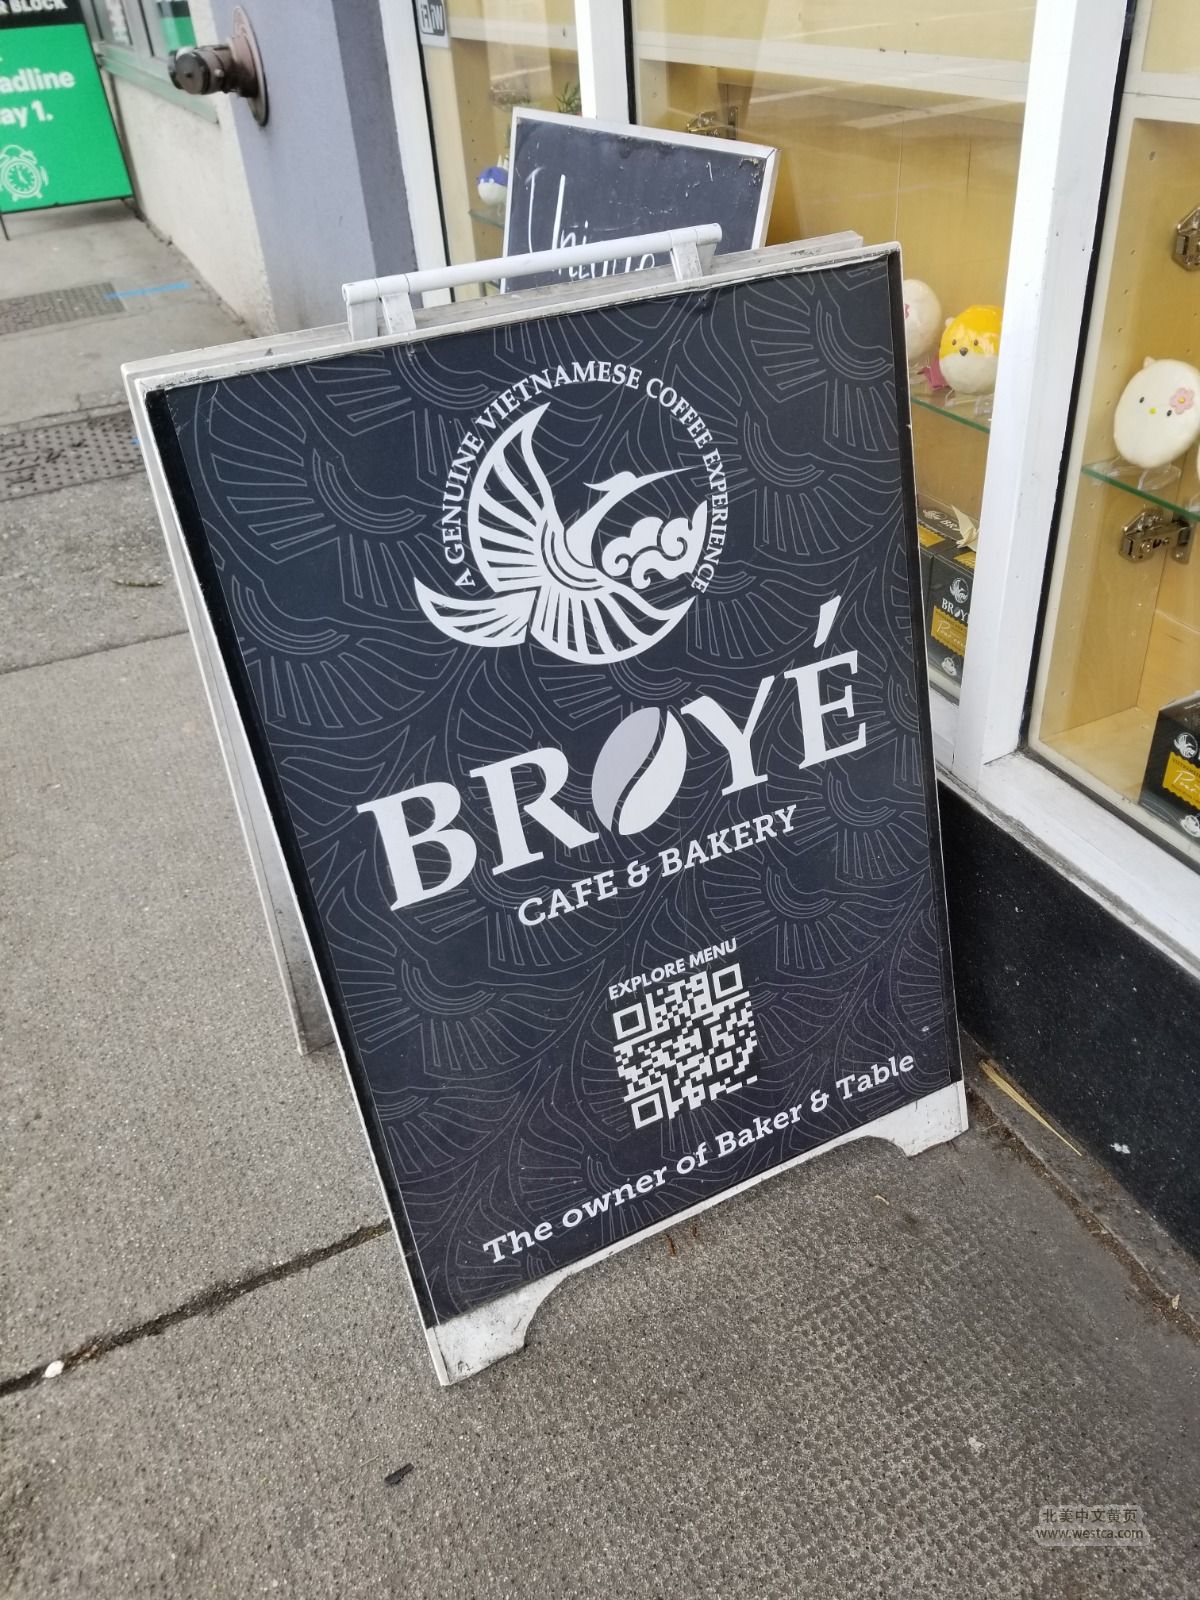 BLOCK
adline
ay 1.
A GENUINE VIETNAMESE COFFEE EXPERIENCE
BROYÉ
CAFE & BAKERY
EXPLORE MENU
The owner of Baker & Table
北美中文黄页
www.westca.com